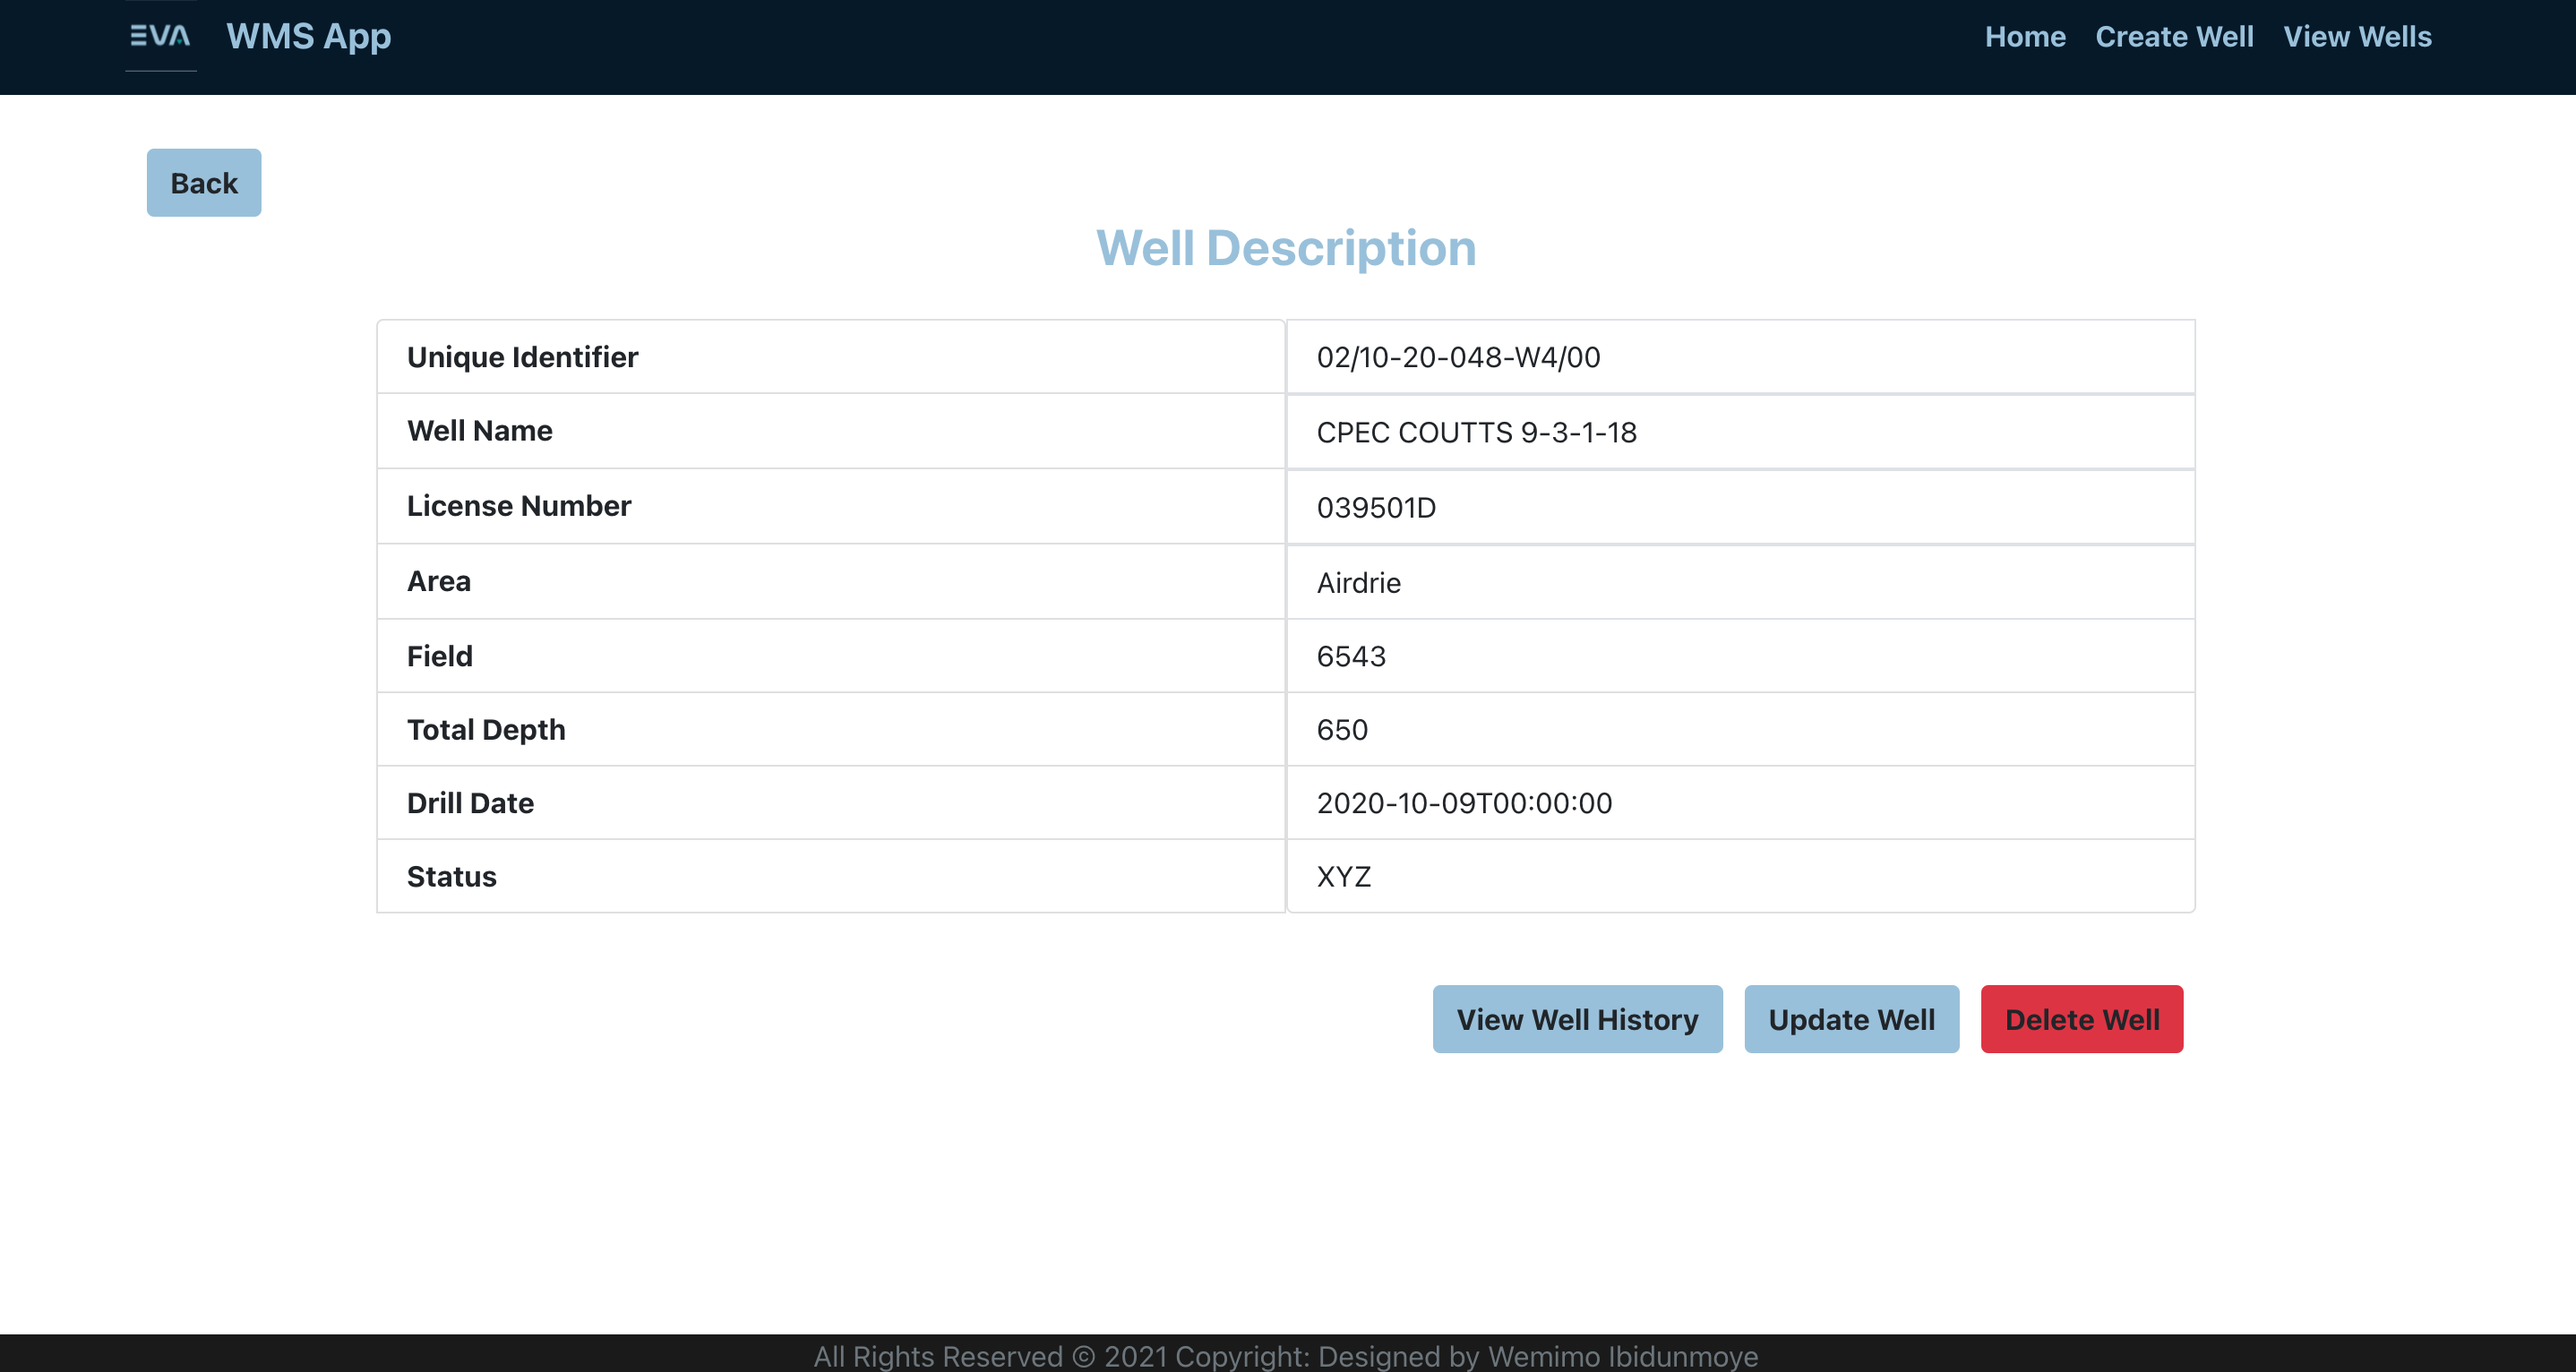 EVA WMS App Home Create Well View Wells
Back
Well Description
Unique Identifier 02/10-20-048-W4/00
Well Name CPEC COUTTS 9-3-1-18
License Number 039501D
Area Airdrie
Field 6543
Total Depth 650
Drill Date 2020-10-09T00:00:00
Status XYZ
View Well History Update Well Delete Well
All Rights Reserved © 2021 Copyright: Designed by Wemimo Ibidunmoye